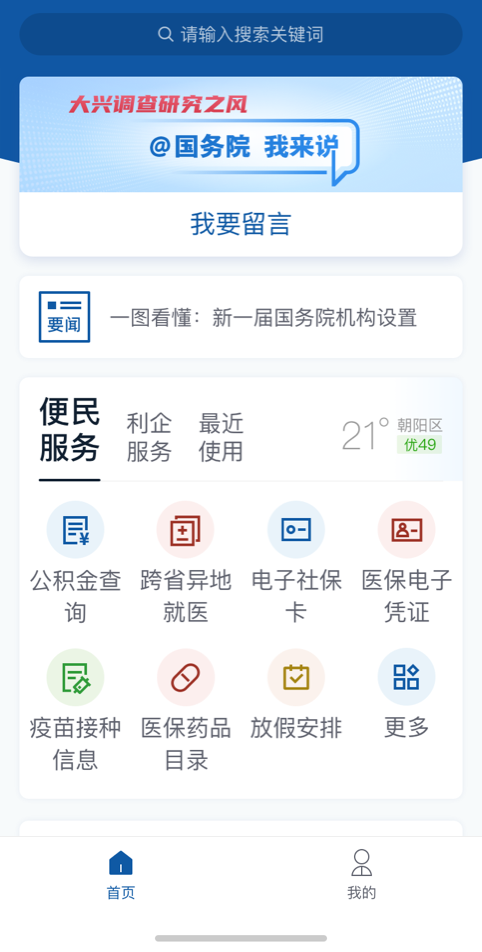 请输入搜索关键词
大兴调查研究之风
@国务院 我来说
我要留言
要闻
一图看懂：新一届国务院机构设置
便民
服务
利企
服务
最近
使用
21°
朝阳区
优49
公积金查
询
跨省异地
就医
电子社保
卡
医保电子
凭证
疫苗接种
信息
医保药品
目录
放假安排
更多
首页
我的